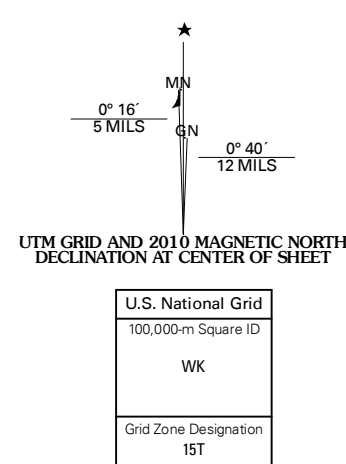 MN
0° 16´
5 MILS
GN
0° 40´
12 MILS
UTM GRID AND 2010 MAGNETIC NORTH
DECLINATION AT CENTER OF SHEET
U.S. National Grid
100,000-m Square ID
WK
Grid Zone Designation
15T